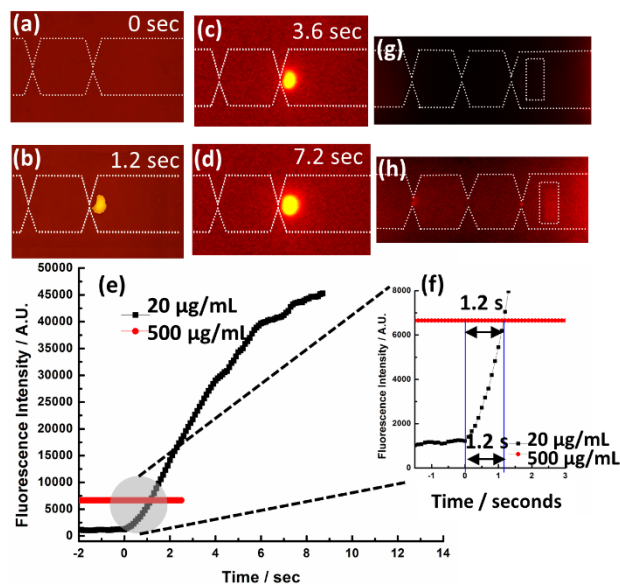 (a) 0 sec
(c) 3.6 sec
(g)
(b) 1.2 sec
(d) 7.2 sec
(h)
(e)
20 µg/mL
500 µg/mL
50000
45000
40000
35000
30000
25000
20000
15000
10000
5000
0
Fluorescence Intensity / A.U.
-2 0 2 4 6 8 10 12 14
Time / sec
(f)
8000
6000
4000
2000
0
Fluorescence Intensity / A.U.
1.2 s
1.2 s
20 µg/mL
500 µg/mL
-1 0 1 2 3
Time / seconds